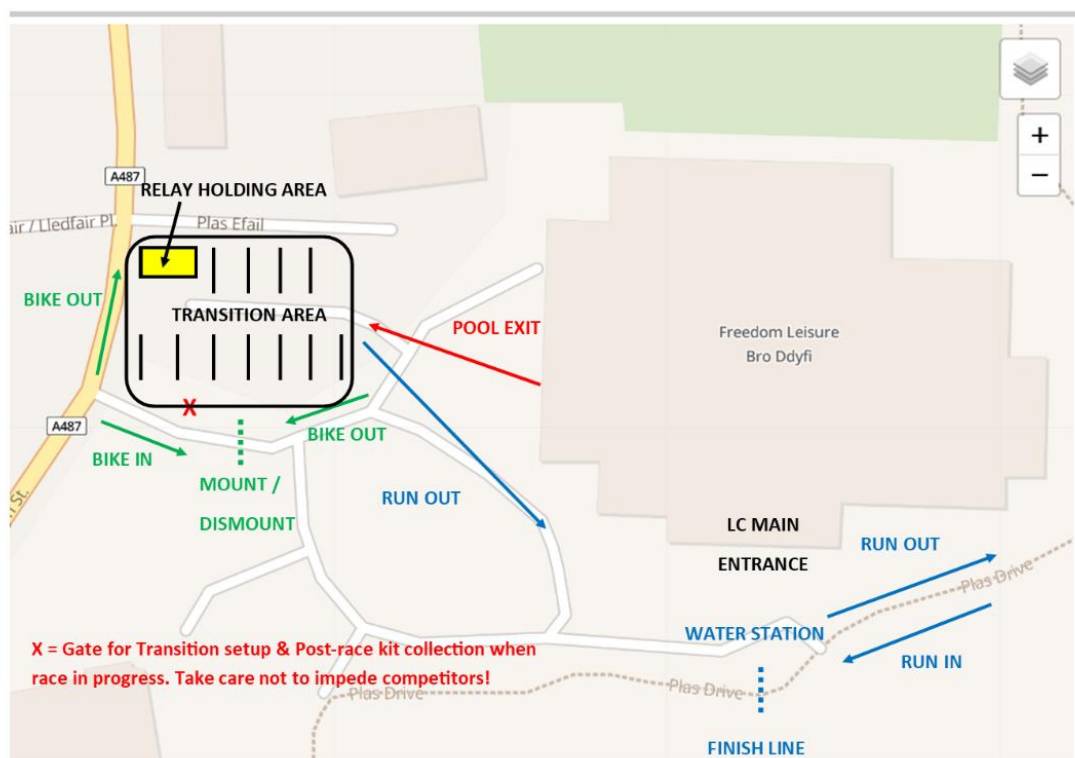 +
−
A487
RELAY HOLDING AREA
air / Lledfair Pl.
Plas Efail
BIKE OUT
TRANSITION AREA
POOL EXIT
Freedom Leisure
Bro Ddyfi
X
A487
BIKE OUT
BIKE IN
MOUNT /
DISMOUNT
RUN OUT
St.
LC MAIN
ENTRANCE
RUN OUT
Plas Drive
WATER STATION
RUN IN
X = Gate for Transition setup & Post-race kit collection when
race in progress. Take care not to impede competitors!
Plas Drive
Plas Drive
FINISH LINE